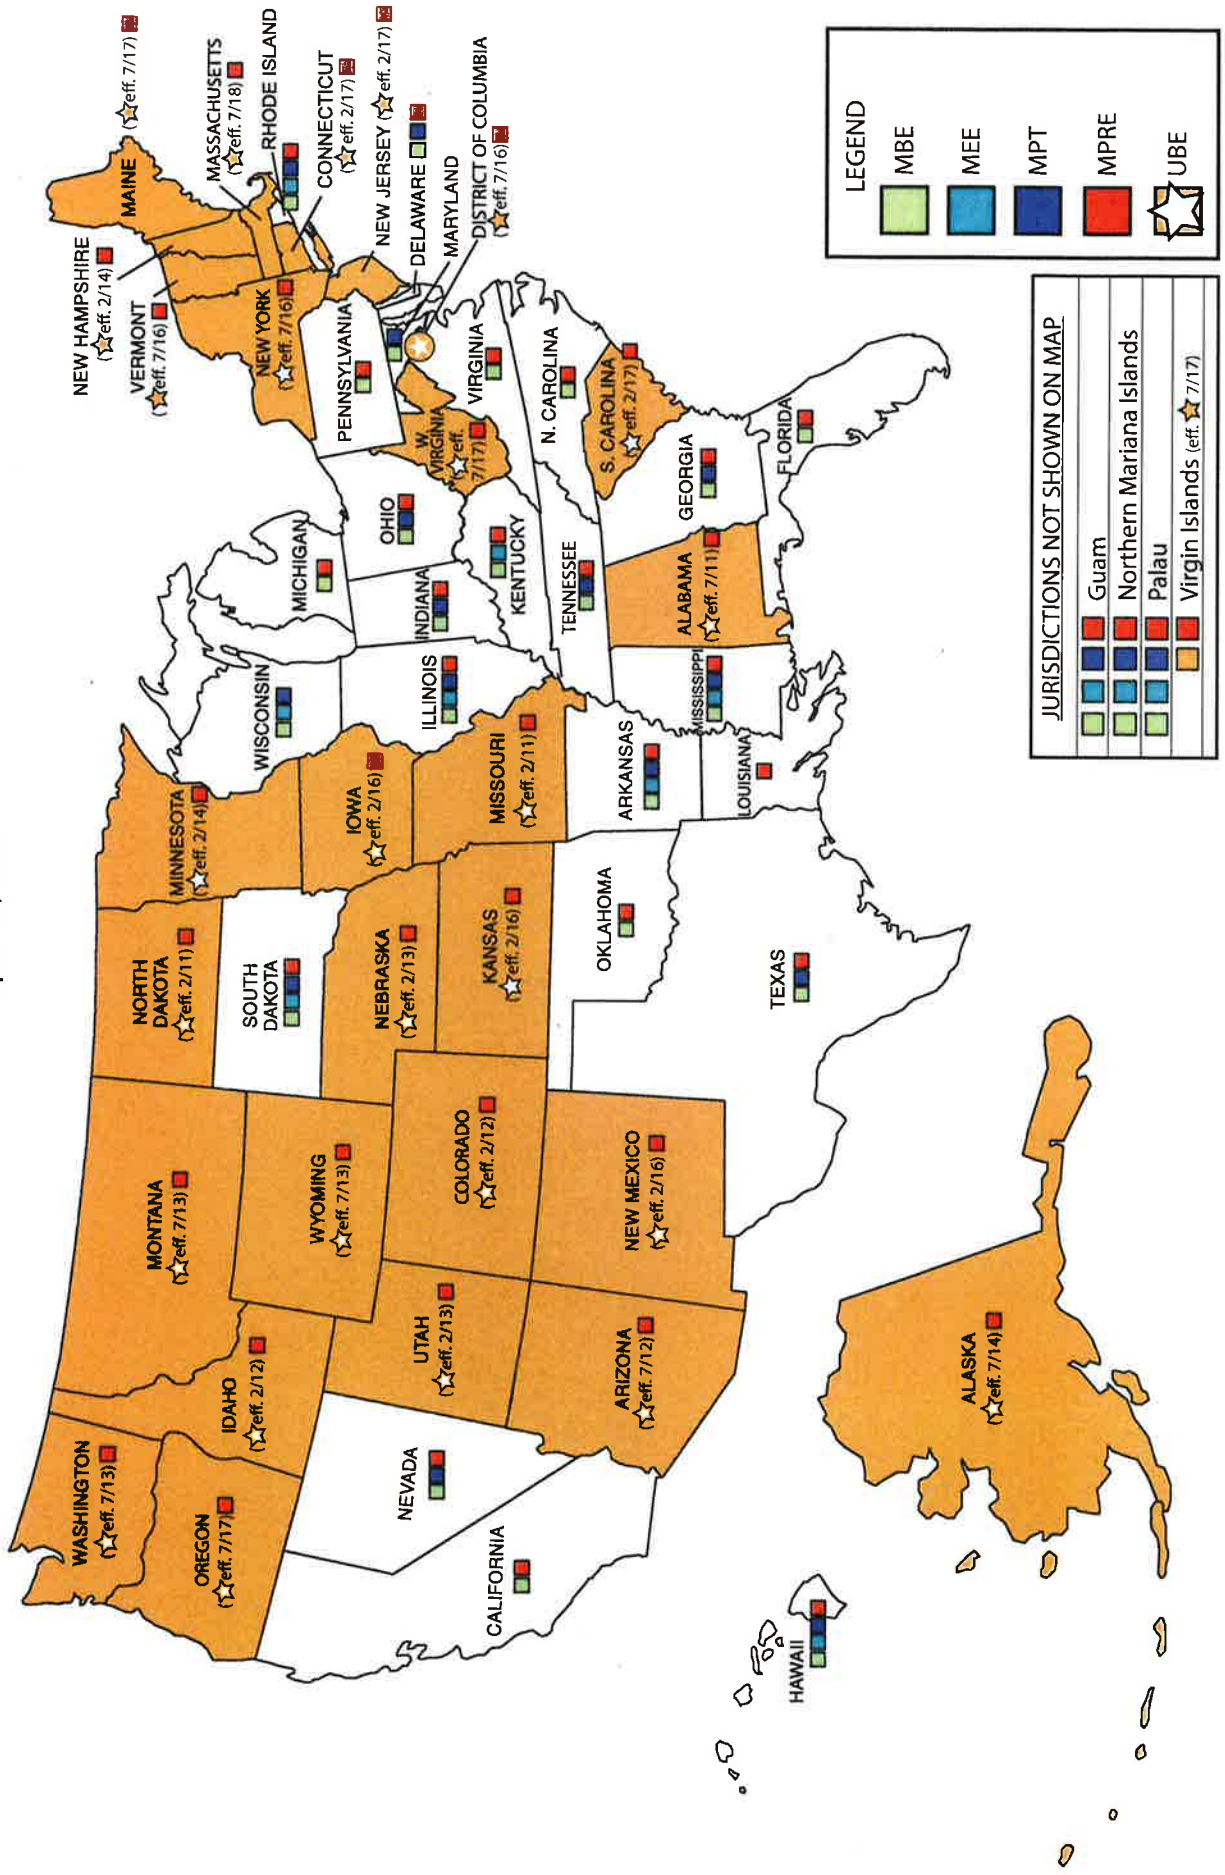 WASHINGTON
(eff. 7/13)
OREGON
(eff. 7/17)
IDAHO
(eff. 2/12)
MONTANA
(eff. 7/13)
WYOMING
(eff. 7/13)
NEVADA
CALIFORNIA
UTAH
(eff. 2/13)
ARIZONA
(eff. 7/12)
COLORADO
(eff. 2/12)
NEW MEXICO
(eff. 2/16)
NORTH
DAKOTA
(eff. 2/11)
SOUTH
DAKOTA
NEBRASKA
(eff. 2/13)
KANSAS
(eff. 2/16)
OKLAHOMA
TEXAS
MINNESOTA
(eff. 2/14)
IOWA
(eff. 2/16)
MISSOURI
(eff. 2/11)
ARKANSAS
LOUISIANA
WISCONSIN
ILLINOIS
MICHIGAN
INDIANA
OHIO
KENTUCKY
TENNESSEE
MISSISSIPPI
ALABAMA
(eff. 7/11)
GEORGIA
FLORIDA
S. CAROLINA
(eff. 2/17)
N. CAROLINA
VIRGINIA
W.
VIRGINIA
(eff.
7/17)
PENNSYLVANIA
NEW YORK
(eff. 7/16)
VERMONT
(eff. 7/16)
NEW HAMPSHIRE
(eff. 2/14)
MAINE
(eff. 7/17)
MASSACHUSETTS
(eff. 7/18)
RHODE ISLAND
CONNECTICUT
(eff. 2/17)
NEW JERSEY (eff. 2/17)
DELAWARE
MARYLAND
DISTRICT OF COLUMBIA
(eff. 7/16)
HAWAII
ALASKA
(eff. 7/14)
JURISDICTIONS NOT SHOWN ON MAP
Guam
Northern Mariana Islands
Palau
Virgin Islands (eff. 7/17)
LEGEND
MBE
MEE
MPT
MPRE
UBE